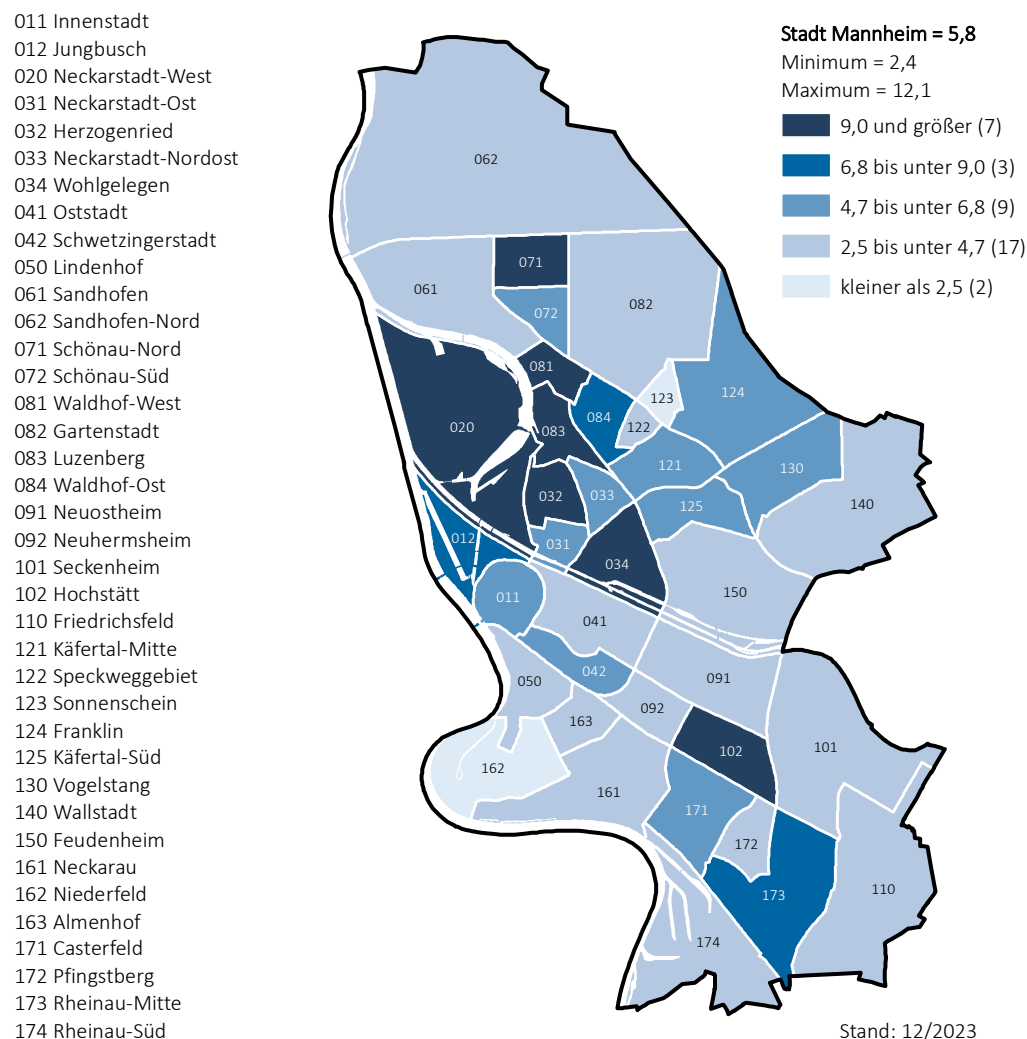 011 Innenstadt
012 Jungbusch
020 Neckarstadt-West
031 Neckarstadt-Ost
032 Herzogenried
033 Neckarstadt-Nordost
034 Wohlgelegen
041 Oststadt
042 Schwetzingerstadt
050 Lindenhof
061 Sandhofen
062 Sandhofen-Nord
071 Schönau-Nord
072 Schönau-Süd
081 Waldhof-West
082 Gartenstadt
083 Luzenberg
084 Waldhof-Ost
091 Neuostheim
092 Neuhermsheim
101 Seckenheim
102 Hochstätt
110 Friedrichsfeld
121 Käfertal-Mitte
122 Speckweggebiet
123 Sonnenschein
124 Franklin
125 Käfertal-Süd
130 Vogelstang
140 Wallstadt
150 Feudenheim
161 Neckarau
162 Niederfeld
163 Almenhof
171 Casterfeld
172 Pfingstberg
173 Rheinau-Mitte
174 Rheinau-Süd
Stadt Mannheim = 5,8
Minimum = 2,4
Maximum = 12,1
9,0 und größer (7)
6,8 bis unter 9,0 (3)
4,7 bis unter 6,8 (9)
2,5 bis unter 4,7 (17)
kleiner als 2,5 (2)
062
071
061
082
072
081
124
123
084
020
083
122
121
130
032
033
125
140
012
031
034
150
011
041
042
091
050
092
163
102
101
162
161
171
172
110
173
174
Stand: 12/2023